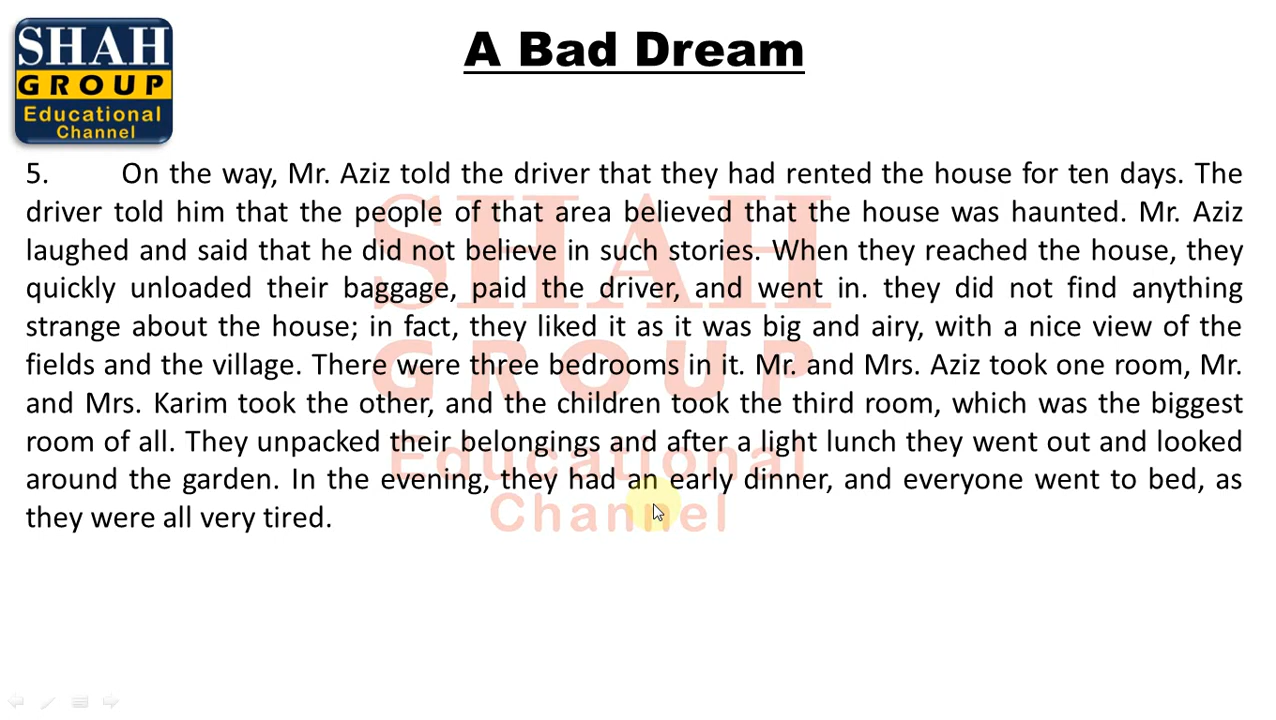 SHAH
GROUP
Educational
Channel
A Bad Dream
5. On the way, Mr. Aziz told the driver that they had rented the house for ten days. The
driver told him that the people of that area believed that the house was haunted. Mr. Aziz
laughed and said that he did not believe in such stories. When they reached the house, they
quickly unloaded their baggage, paid the driver, and went in. they did not find anything
strange about the house; in fact, they liked it as it was big and airy, with a nice view of the
fields and the village. There were three bedrooms in it. Mr. and Mrs. Aziz took one room, Mr.
and Mrs. Karim took the other, and the children took the third room, which was the biggest
room of all. They unpacked their belongings and after a light lunch they went out and looked
around the garden. In the evening, they had an early dinner, and everyone went to bed, as
they were all very tired.
SHAH
GROUP
Educational
Channel